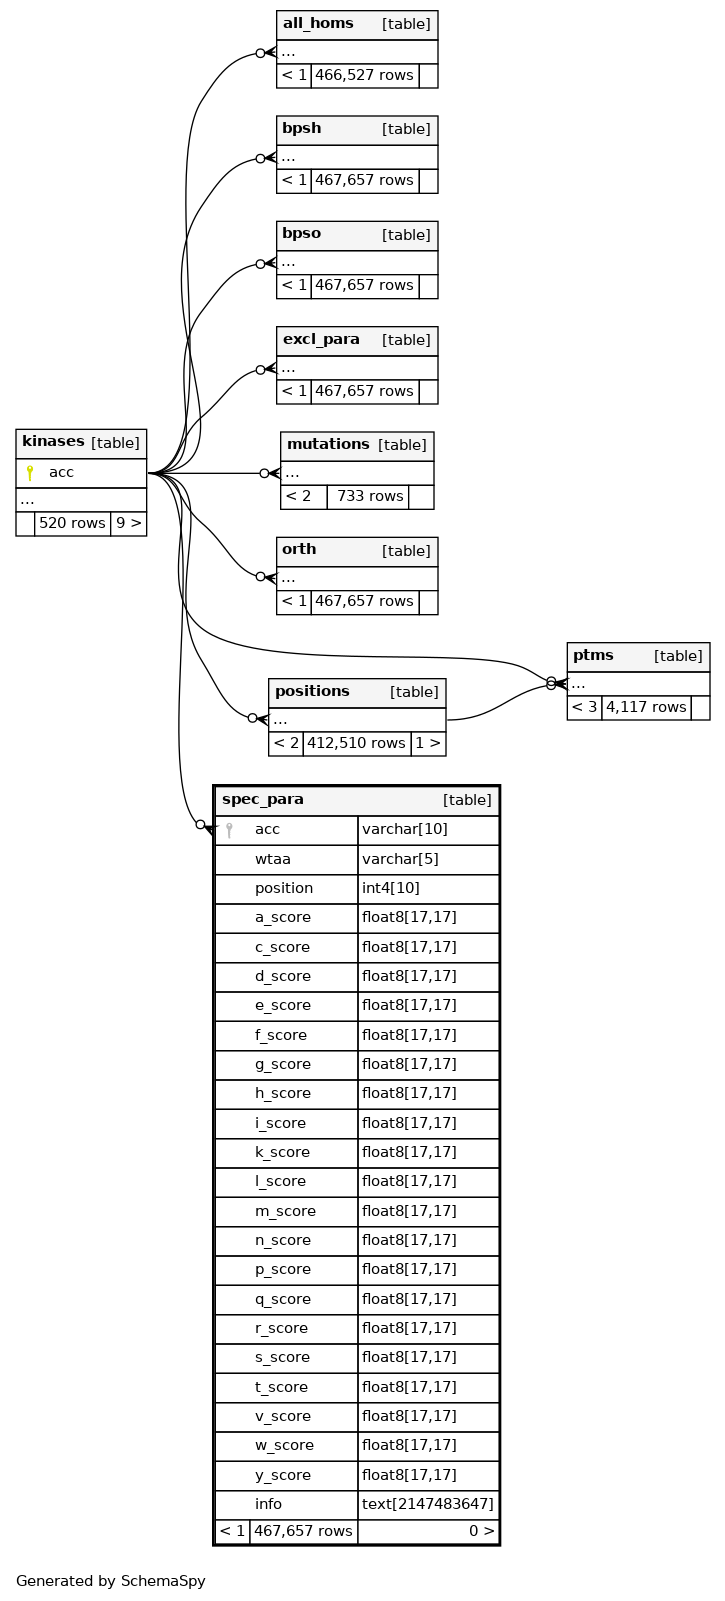 all_homs [table]
...
< 1 466,527 rows
bpsh [table]
...
< 1 467,657 rows
bpso [table]
...
< 1 467,657 rows
excl_para [table]
...
< 1 467,657 rows
kinases [table]
acc
...
520 rows 9 >
mutations [table]
...
< 2 733 rows
orth [table]
...
< 1 467,657 rows
ptms [table]
...
< 3 4,117 rows
positions [table]
...
< 2 412,510 rows 1 >
spec_para [table]
acc varchar[10]
wtaa varchar[5]
position int4[10]
a_score float8[17,17]
c_score float8[17,17]
d_score float8[17,17]
e_score float8[17,17]
f_score float8[17,17]
g_score float8[17,17]
h_score float8[17,17]
i_score float8[17,17]
k_score float8[17,17]
l_score float8[17,17]
m_score float8[17,17]
n_score float8[17,17]
p_score float8[17,17]
q_score float8[17,17]
r_score float8[17,17]
s_score float8[17,17]
t_score float8[17,17]
v_score float8[17,17]
w_score float8[17,17]
y_score float8[17,17]
info text[2147483647]
< 1 467,657 rows 0 >
Generated by SchemaSpy